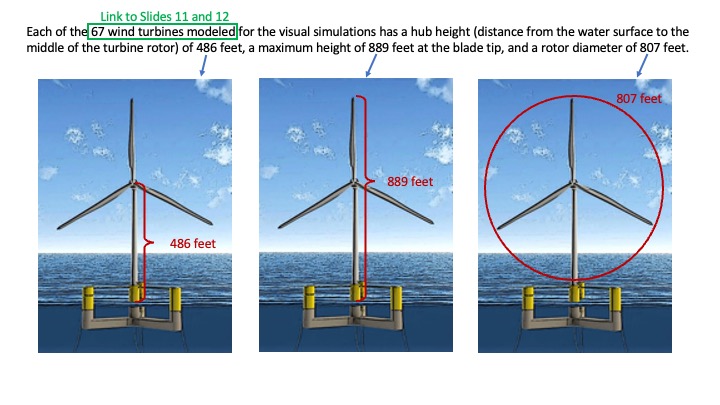 Link to Slides 11 and 12
Each of the 67 wind turbines modeled for the visual simulations has a hub height (distance from the water surface to the
middle of the turbine rotor) of 486 feet, a maximum height of 889 feet at the blade tip, and a rotor diameter of 807 feet.
807 feet
889 feet
486 feet